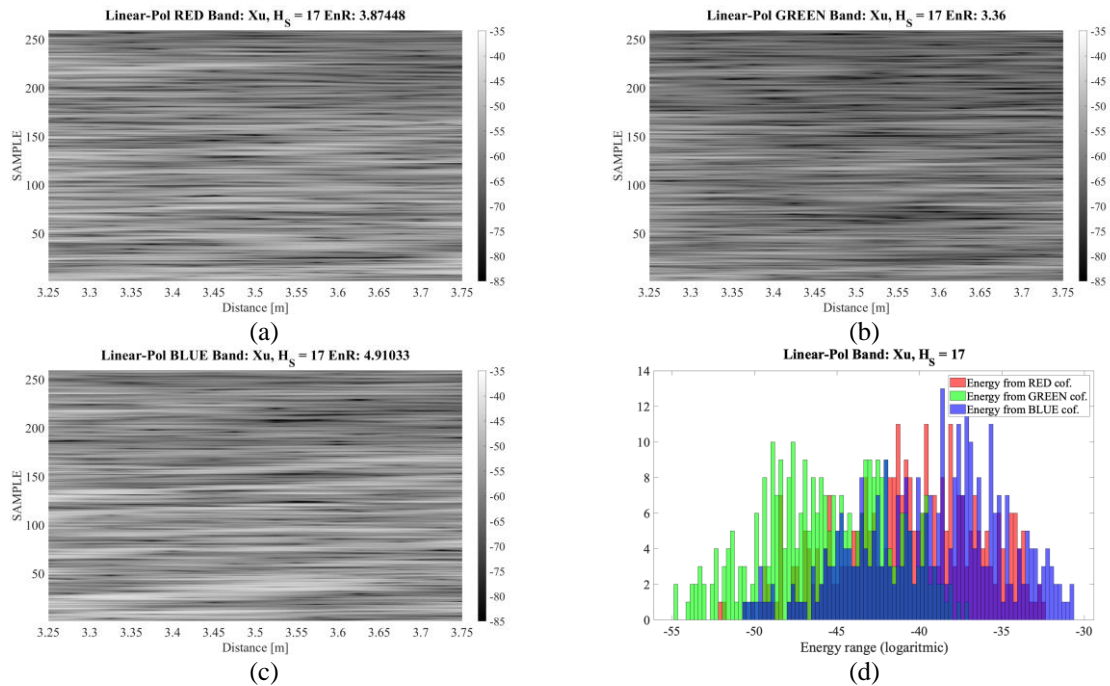 Linear-Pol RED Band: Xu, H_S = 17 EnR: 3.87448
250
200
150
100
50
SAMPLE
3.25 3.3 3.35 3.4 3.45 3.5 3.55 3.6 3.65 3.7 3.75
Distance [m]
-35
-40
-45
-50
-55
-60
-65
-70
-75
-80
-85
(a)
Linear-Pol GREEN Band: Xu, H_S = 17 EnR: 3.36
250
200
150
100
50
SAMPLE
3.25 3.3 3.35 3.4 3.45 3.5 3.55 3.6 3.65 3.7 3.75
Distance [m]
-35
-40
-45
-50
-55
-60
-65
-70
-75
-80
-85
(b)
Linear-Pol BLUE Band: Xu, H_S = 17 EnR: 4.91033
250
200
150
100
50
SAMPLE
3.25 3.3 3.35 3.4 3.45 3.5 3.55 3.6 3.65 3.7 3.75
Distance [m]
-35
-40
-45
-50
-55
-60
-65
-70
-75
-80
-85
(c)
Linear-Pol Band: Xu, H_S = 17
14
12
10
8
6
4
2
0
Energy from RED cof.
Energy from GREEN cof.
Energy from BLUE cof.
-55 -50 -45 -40 -35 -30
Energy range (logaritmic)
(d)